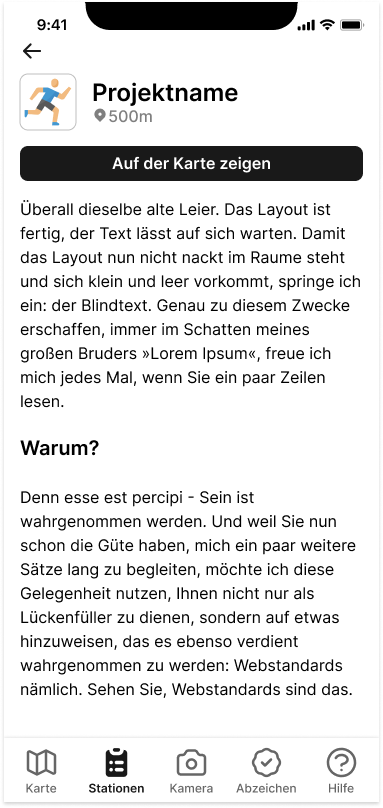 9:41
Projektname
500m
Auf der Karte zeigen
Überall dieselbe alte Leier. Das Layout ist
fertig, der Text lässt auf sich warten. Damit
das Layout nun nicht nackt im Raume steht
und sich klein und leer vorkommt, springe ich
ein: der Blindtext. Genau zu diesem Zwecke
erschaffen, immer im Schatten meines
großen Bruders »Lorem Ipsum«, freue ich
mich jedes Mal, wenn Sie ein paar Zeilen
lesen.
Warum?
Denn esse est percipi - Sein ist
wahrgenommen werden. Und weil Sie nun
schon die Güte haben, mich ein paar weitere
Sätze lang zu begleiten, möchte ich diese
Gelegenheit nutzen, Ihnen nicht nur als
Lückenfüller zu dienen, sondern auf etwas
hinzuweisen, das es ebenso verdient
wahrgenommen zu werden: Webstandards
nämlich. Sehen Sie, Webstandards sind das.
Karte Stationen Kamera Abzeichen Hilfe